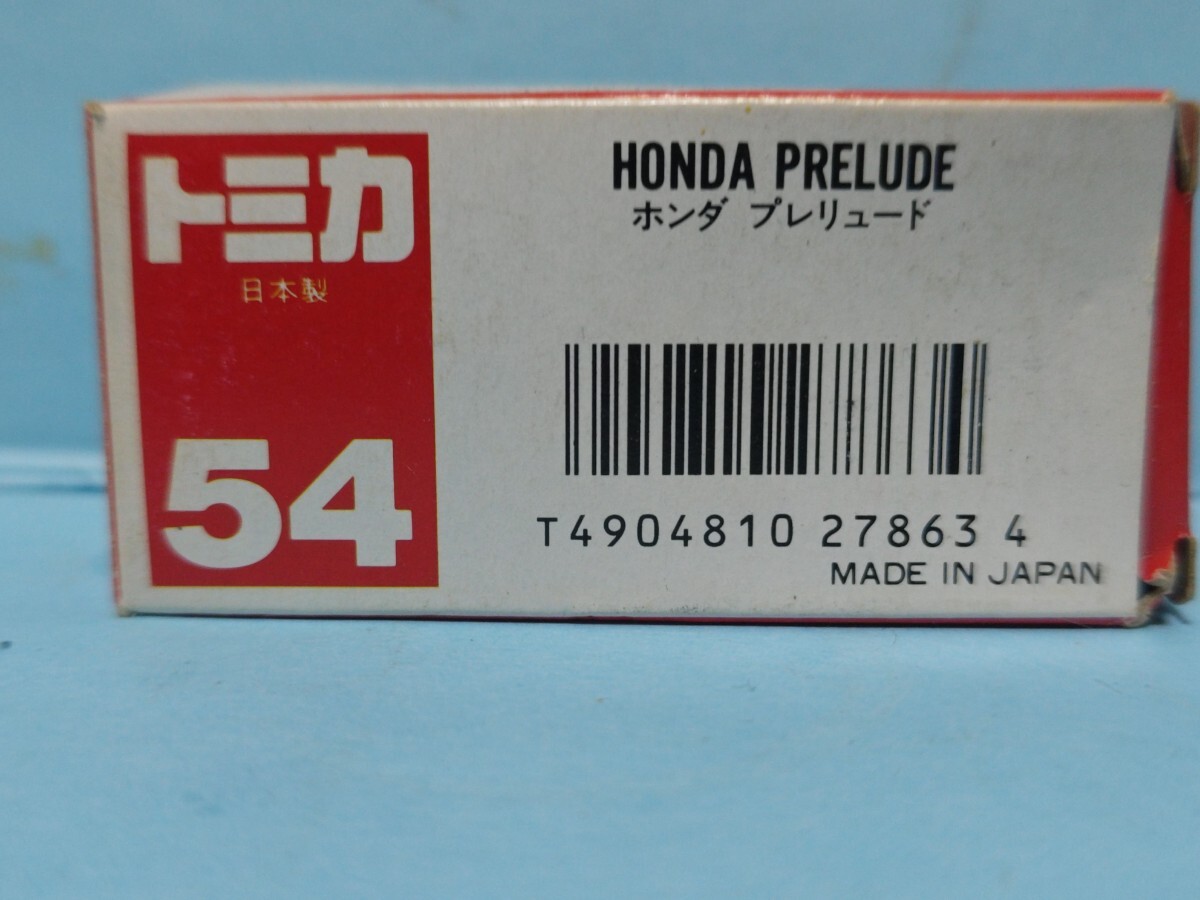 トミカ
日本製
54
HONDA PRELUDE
ホンダ プレリュード
T4904810 27863 4
MADE IN JAPAN